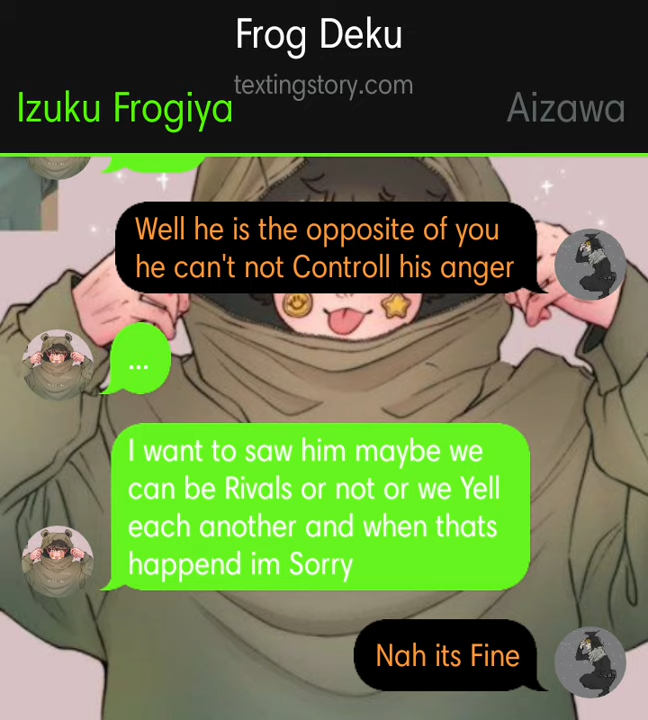 Frog Deku
textingstory.com
Izuku Frogiya
Aizawa
Well he is the opposite of you
he can't not Controll his anger
...
I want to saw him maybe we
can be Rivals or not or we Yell
each another and when thats
happend im Sorry
Nah its Fine